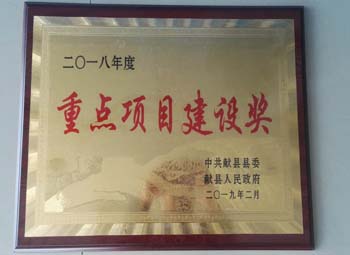 二〇一八年度
重点项目建设奖
中共献县县委
献县人民政府
二〇一九年二月